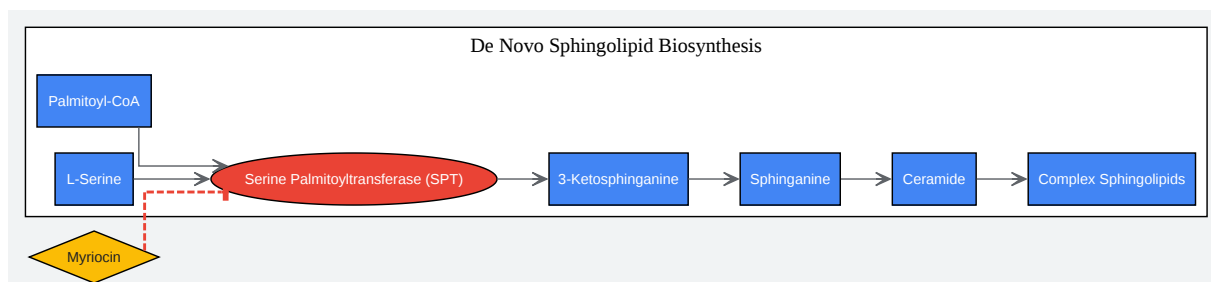 De Novo Sphingolipid Biosynthesis
Palmitoyl-CoA
L-Serine
Serine Palmitoyltransferase (SPT)
3-Ketosphinganine
Sphinganine
Ceramide
Complex Sphingolipids
Myriocin